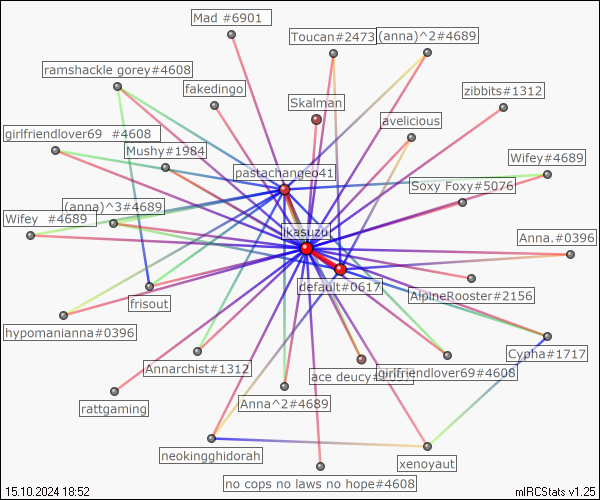 Mad #6901
Toucan#2473
(anna)^2#4689
ramshackle gorey#4608
fakedingo
Skalman
zibbits#1312
avelicious
girlfriendlover69 #4608
Mushy#1984
Wifey#4689
pastachangeo41
Soxy Foxy#5076
(anna)^3#4689
Wifey #4689
ikasuzu
Anna.#0396
default#0617
AlpineRooster#2156
frisout
hypomanianna#0396
Cypha#1717
Annarchist#1312
ace deucy#
girlfriendlover69#4608
rattgaming
Anna^2#4689
neokingghidorah
xenoyaut
no cops no laws no hope#4608
15.10.2024 18:52
mIRCStats v1.25